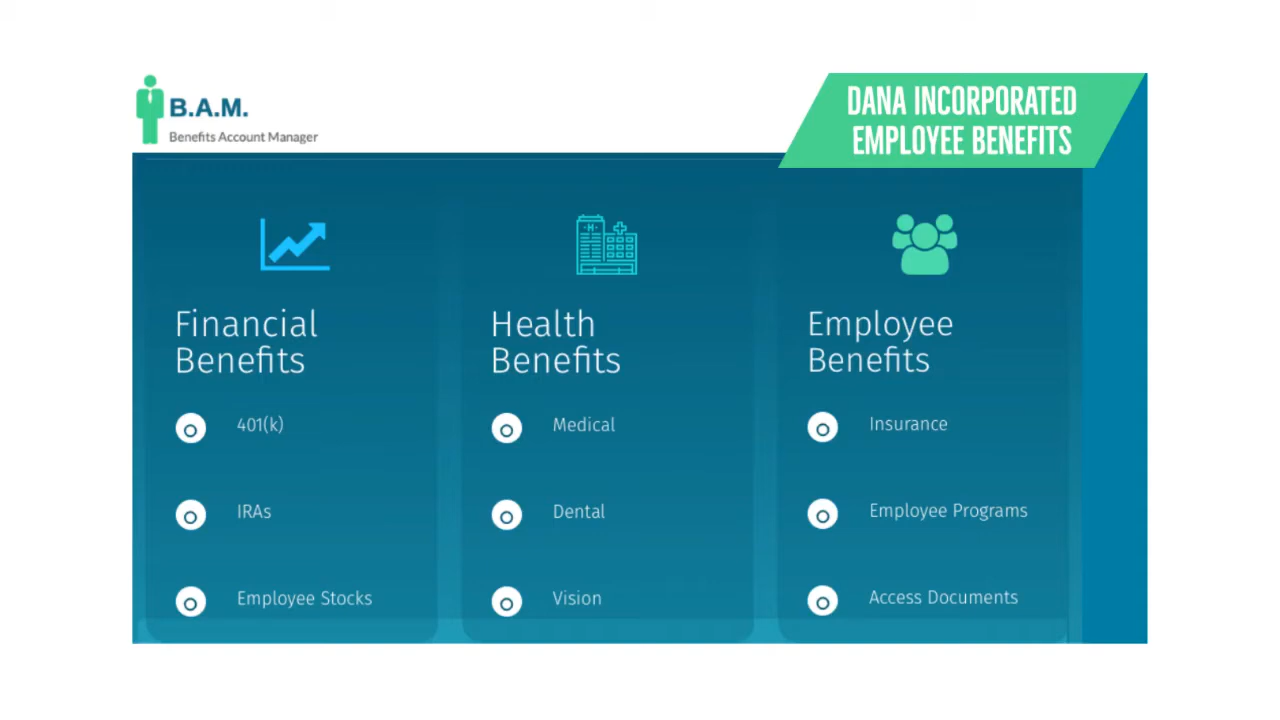 B.A.M.
Benefits Account Manager
DANA INCORPORATED
EMPLOYEE BENEFITS
Financial
Benefits
401(k)
IRAs
Employee Stocks
H
Health
Benefits
Medical
Dental
Vision
Employee
Benefits
Insurance
Employee Programs
Access Documents